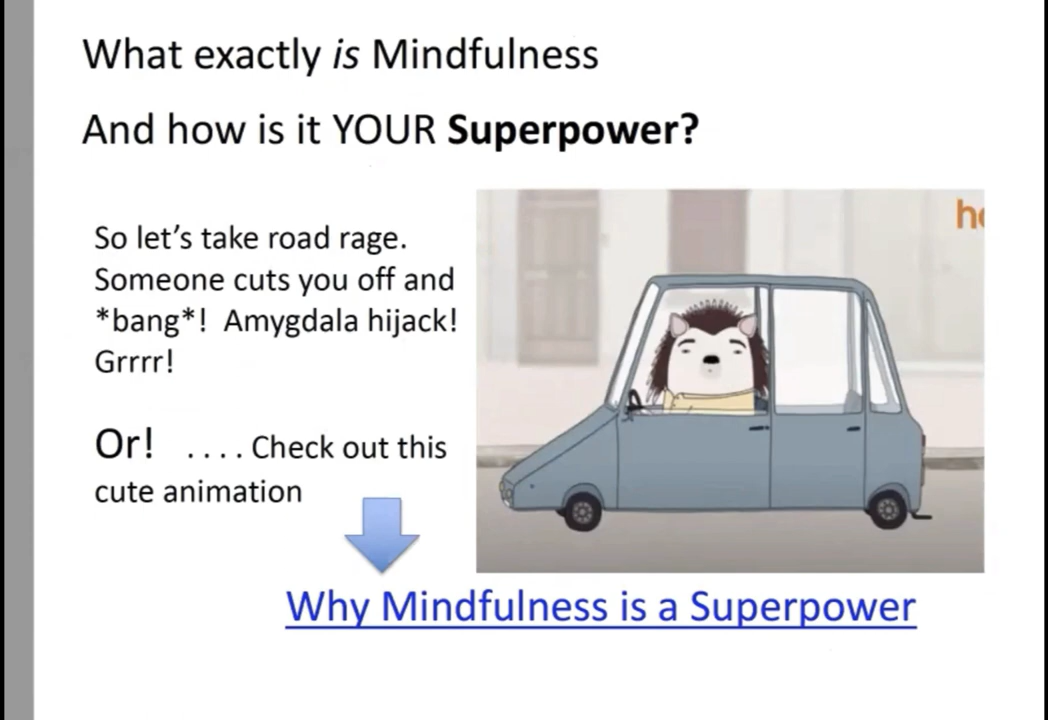 What exactly is Mindfulness
And how is it YOUR Superpower?
So let's take road rage.
Someone cuts you off and
*bang*! Amygdala hijack!
Grrrr!
Or! .... Check out this
cute animation
Why Mindfulness is a Superpower